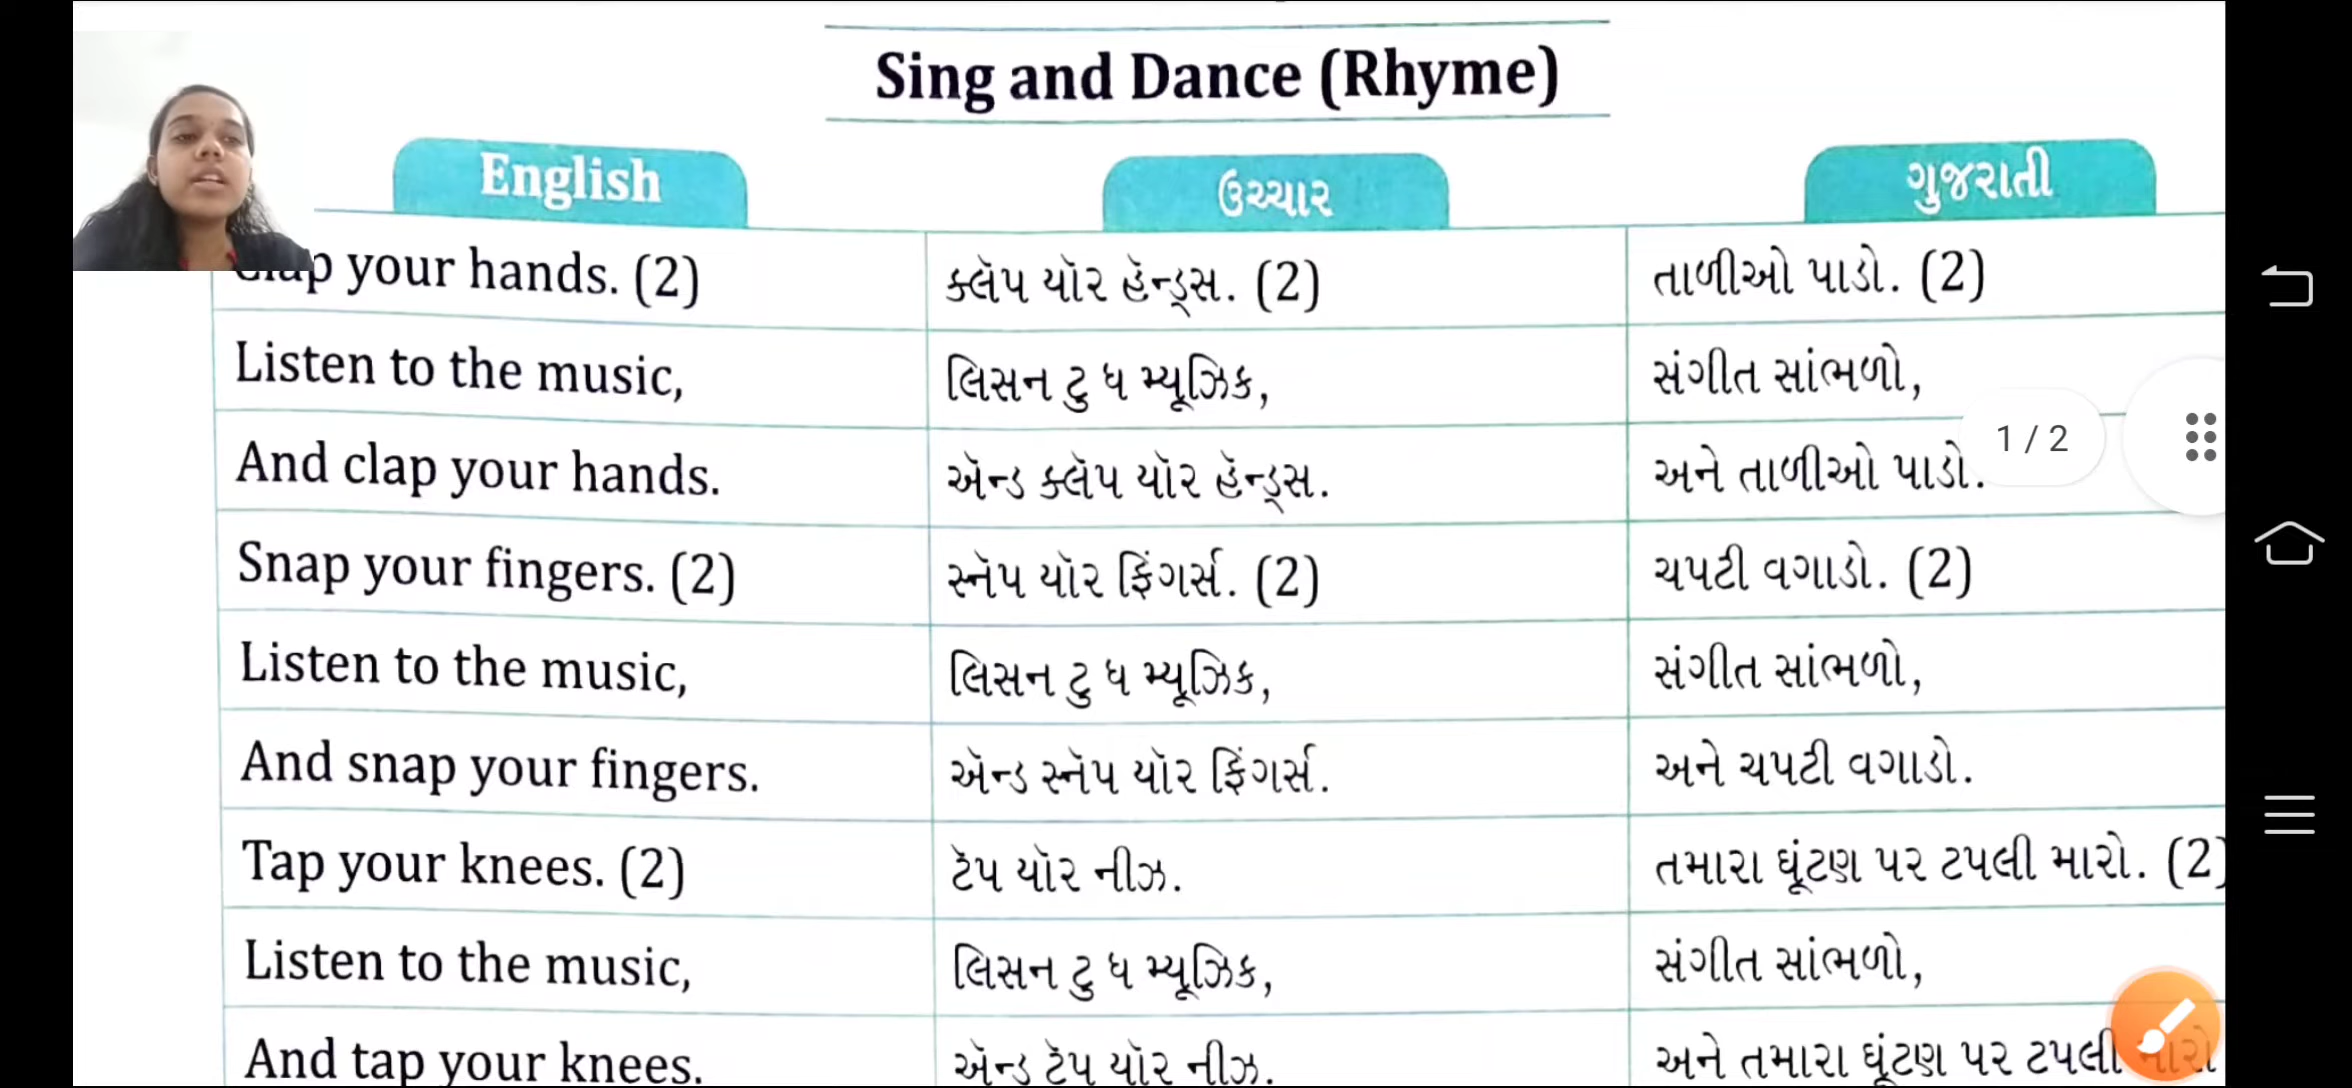 Sing and Dance (Rhyme)
English ઉચ્ચાર ગુજરાતી
Clap your hands. (2) ક્લૅપ યૉર હૅન્ડ્સ. (2) તાળીઓ પાડો. (2)
Listen to the music, લિસન ટુ ધ મ્યૂઝિક, સંગીત સાંભળો,
1 / 2
And clap your hands. ઍન્ડ ક્લૅપ યૉર હૅન્ડ્સ. અને તાળીઓ પાડો.
Snap your fingers. (2) સ્નૅપ યૉર ફિંગર્સ. (2) ચપટી વગાડો. (2)
Listen to the music, લિસન ટુ ધ મ્યૂઝિક, સંગીત સાંભળો,
And snap your fingers. ઍન્ડ સ્નૅપ યૉર ફિંગર્સ. અને ચપટી વગાડો.
Tap your knees. (2) ટૅપ યૉર નીઝ. તમારા ઘૂંટણ પર ટપલી મારો. (2)
Listen to the music, લિસન ટુ ધ મ્યૂઝિક, સંગીત સાંભળો,
And tap your knees. ઍન્ડ ટૅપ યૉર નીઝ. અને તમારા ઘૂંટણ પર ટપલી મારો